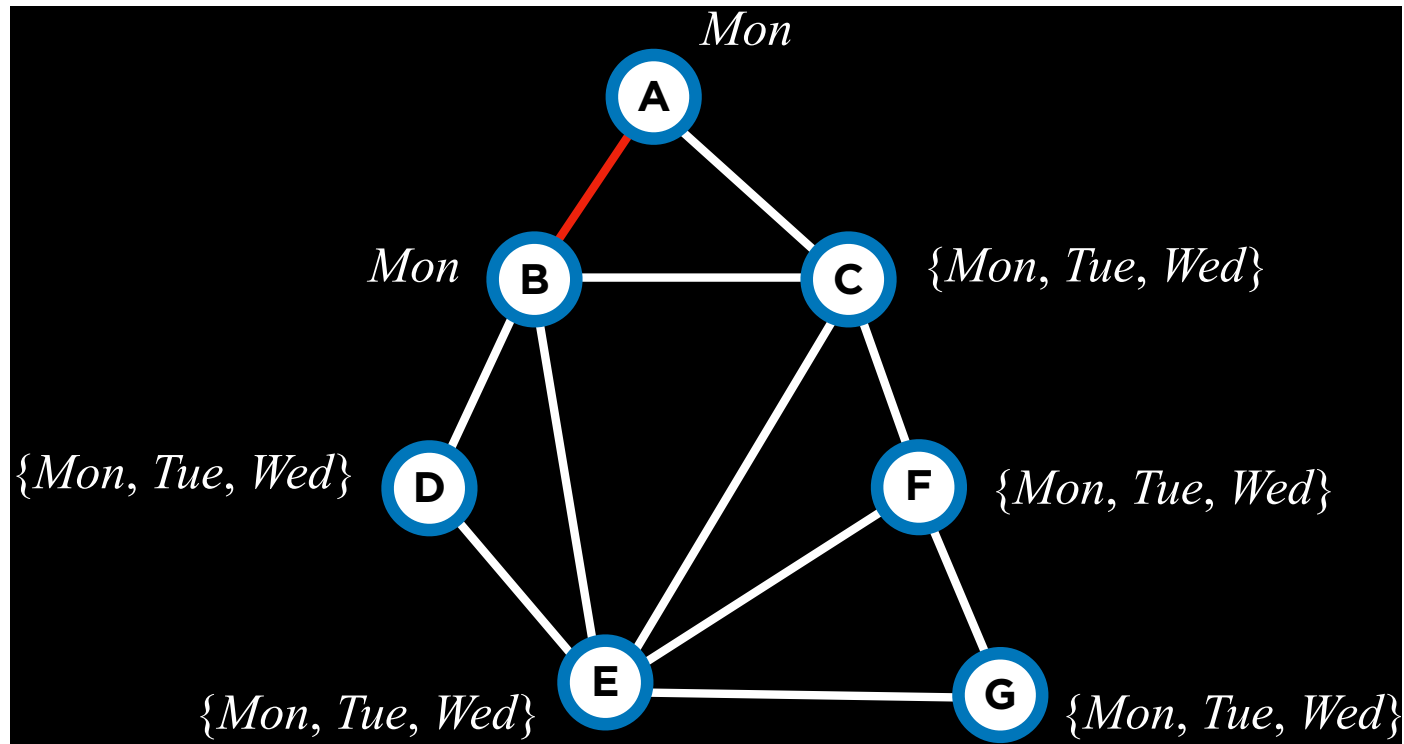 Mon
A
Mon
B
C
{Mon, Tue, Wed}
{Mon, Tue, Wed}
D
F
{Mon, Tue, Wed}
E
G
{Mon, Tue, Wed}
{Mon, Tue, Wed}